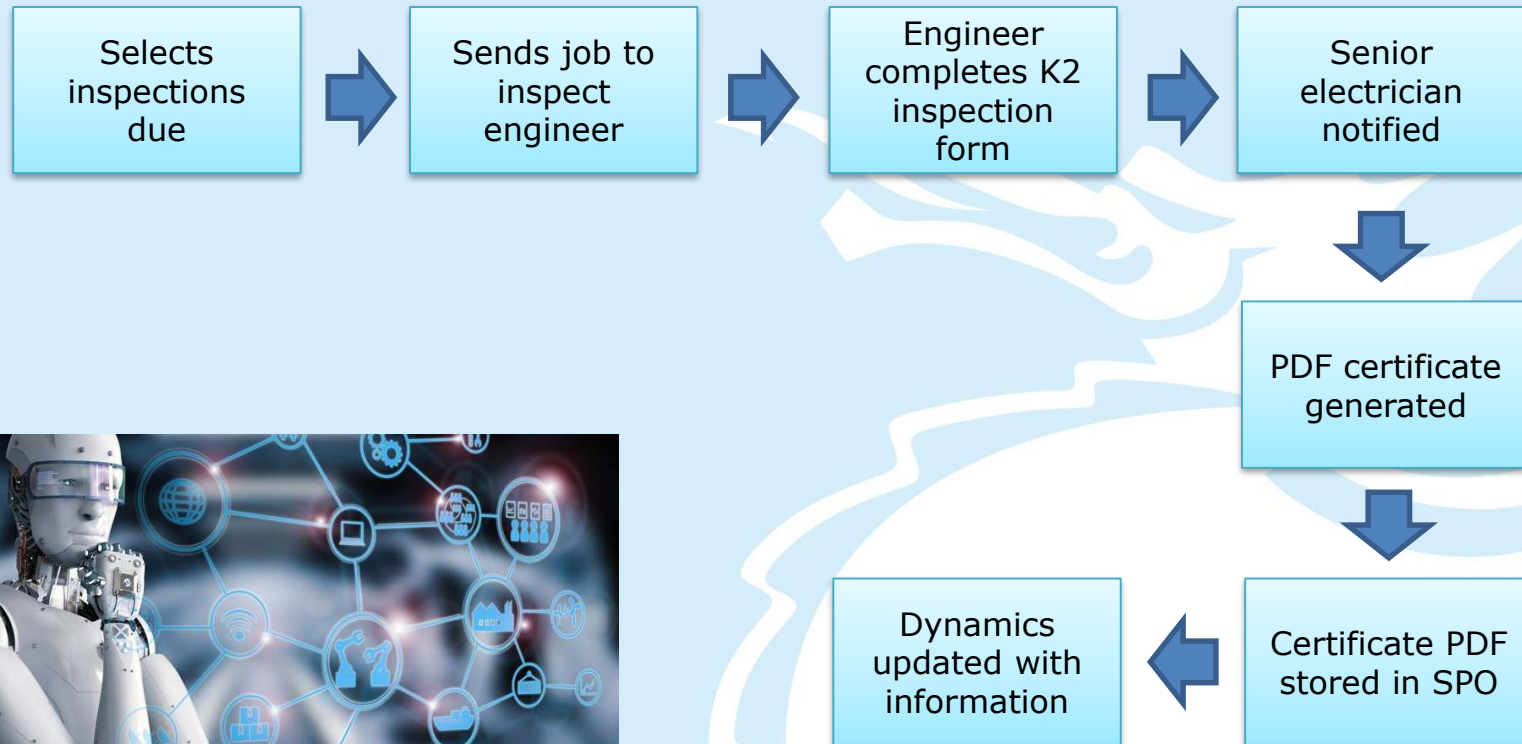 Selects
inspections
due
Sends job to
inspect
engineer
Engineer
completes K2
inspection
form
Senior
electrician
notified
PDF certificate
generated
Certificate PDF
stored in SPO
Dynamics
updated with
information